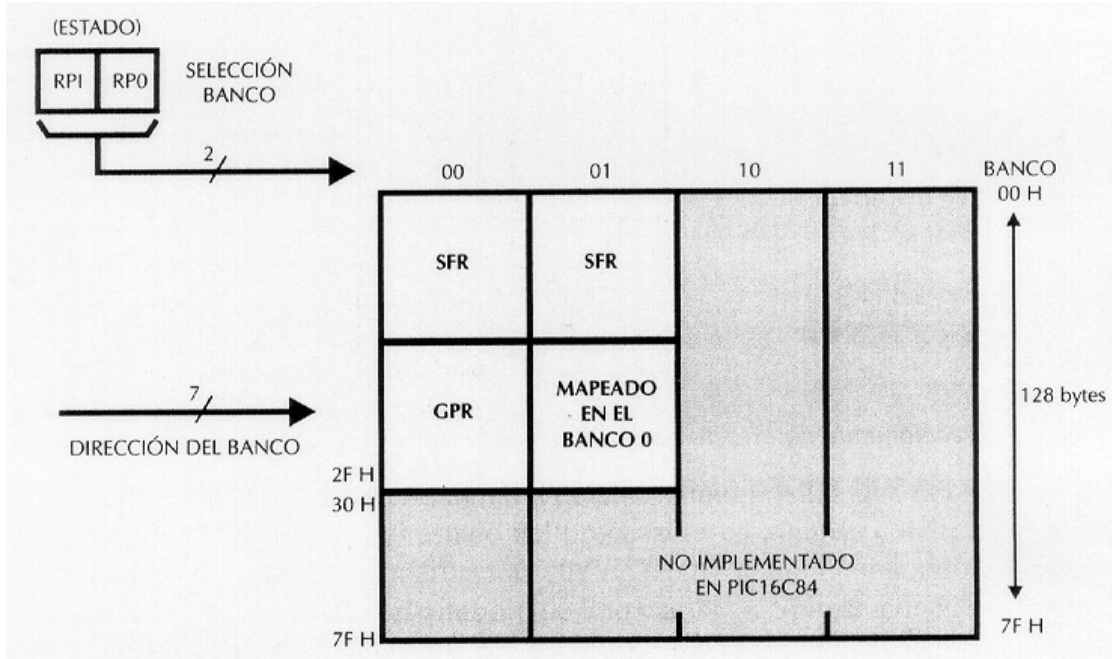 (ESTADO)
RPI
RP0
SELECCIÓN
BANCO
2
00
01
10
11
BANCO
00 H
SFR
SFR
7
DIRECCIÓN DEL BANCO
GPR
MAPEADO
EN EL
BANCO 0
128 bytes
2F H
30 H
NO IMPLEMENTADO
EN PIC16C84
7F H
7F H